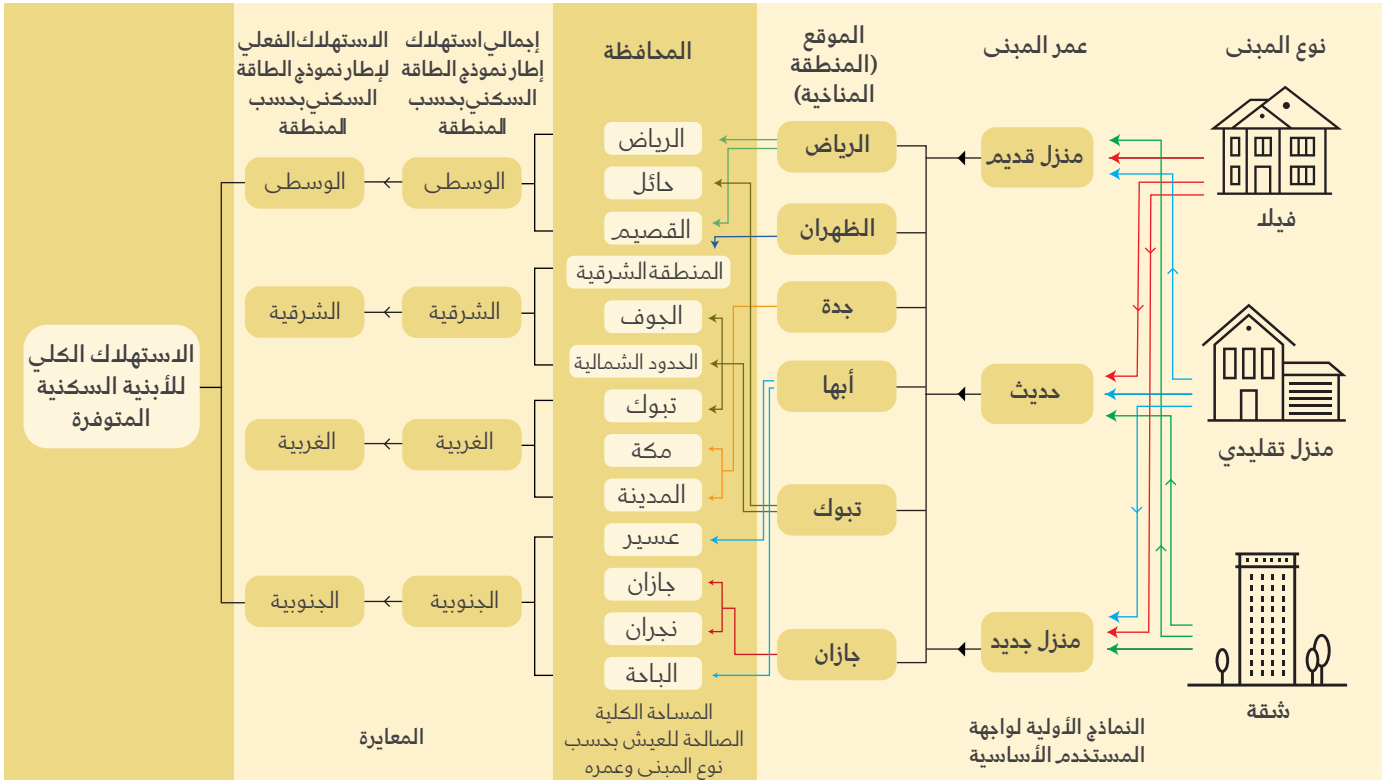 نوع المبنى
فيلا
منزل تقليدي
شقة
عمر المبنى
منزل قديم
حديث
منزل جديد
النماذج الأولية لواجهة
المستخدم الأساسية
الموقع
(المنطقة
المناخية)
الرياض
الظهران
جدة
أبها
تبوك
جازان
المحافظة
الرياض
حائل
القصيم
المنطقة الشرقية
الجوف
الحدود الشمالية
تبوك
مكة
المدينة
عسير
جازان
نجران
الباحة
المساحة الكلية
الصالحة للعيش بحسب
نوع المبنى وعمره
إجمالي استهلاك
إطار نموذج الطاقة
السكني بحسب
المنطقة
الوسطى
الشرقية
الغربية
الجنوبية
الاستهلاك الفعلي
لإطار نموذج الطاقة
السكني بحسب
المنطقة
الوسطى
الشرقية
الغربية
الجنوبية
المعايرة
الاستهلاك الكلي
للأبنية السكنية
المتوفرة